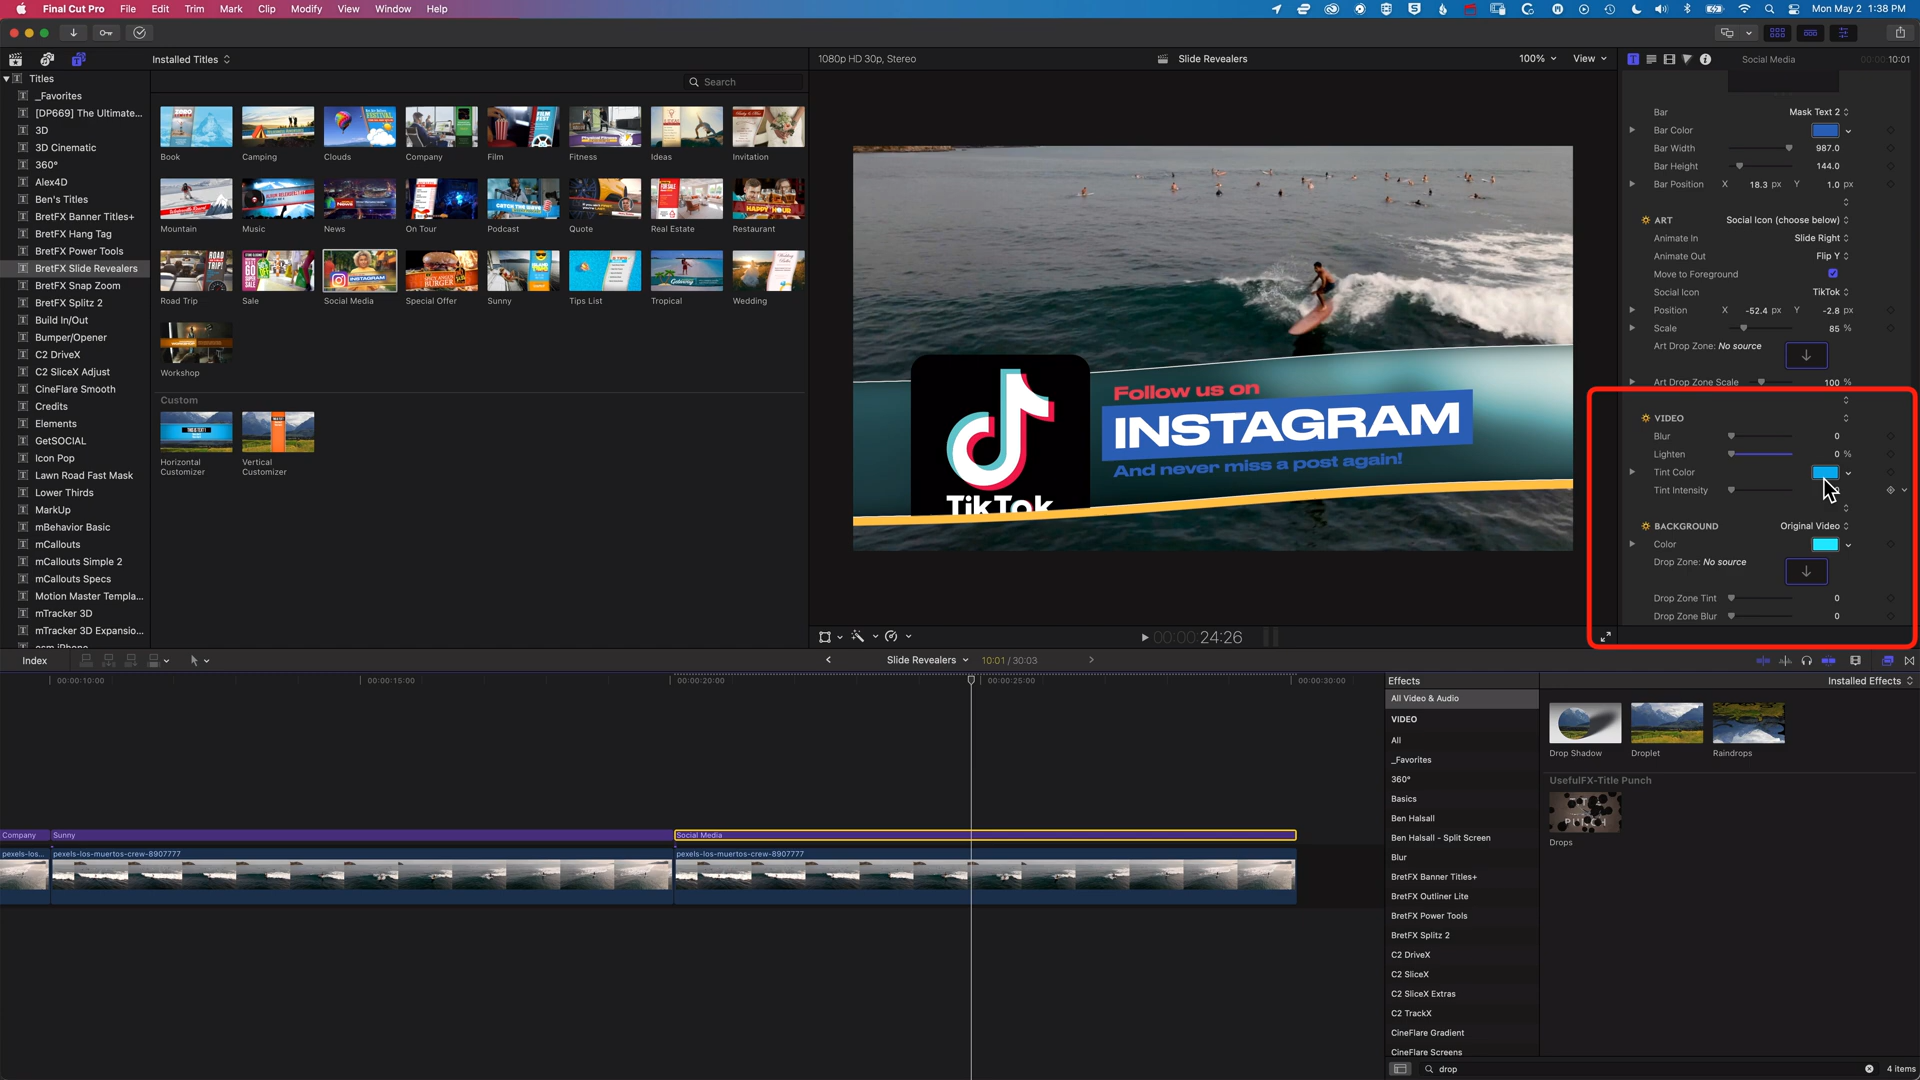 Final Cut Pro File Edit Trim Mark Clip Modify View Window Help Mon May 2 1:38 PM
Installed Titles
1080p HD 30p, Stereo Slide Revealers 100% View
Social Media 00:00:10:01
Search
Titles
_Favorites
[DP669] The Ultimate...
3D
3D Cinematic
360°
Alex4D
Ben's Titles
BretFX Banner Titles+
BretFX Hang Tag
BretFX Power Tools
BretFX Slide Revealers
BretFX Snap Zoom
BretFX Splitz 2
Build In/Out
Bumper/Opener
C2 DriveX
C2 SliceX Adjust
CineFlare Smooth
Credits
Elements
GetSOCIAL
Icon Pop
Lawn Road Fast Mask
Lower Thirds
MarkUp
mBehavior Basic
mCallouts
mCallouts Simple 2
mCallouts Specs
Motion Master Templa...
mTracker 3D
mTracker 3D Expansio...
Book Camping Clouds Company Film Fitness Ideas Invitation
Mountain Music News On Tour Podcast Quote Real Estate Restaurant
Road Trip Sale Social Media Special Offer Sunny Tips List Tropical Wedding
Workshop
Custom
Horizontal Customizer
Vertical Customizer
Follow us on
INSTAGRAM
And never miss a post again!
TikTok
Bar Mask Text 2
Bar Color
Bar Width 987.0
Bar Height 144.0
Bar Position X 18.3 px Y 1.0 px
ART Social Icon (choose below)
Animate In Slide Right
Animate Out Flip Y
Move to Foreground
Social Icon TikTok
Position X -52.4 px Y -2.8 px
Scale 85 %
Art Drop Zone: No source
Art Drop Zone Scale 100 %
VIDEO
Blur 0
Lighten 0 %
Tint Color
Tint Intensity
BACKGROUND Original Video
Color
Drop Zone: No source
Drop Zone Tint 0
Drop Zone Blur 0
00:00:24:26
Index
Slide Revealers 10:01 / 30:03
00:00:10:00 00:00:15:00 00:00:20:00 00:00:25:00 00:00:30:00
Company Sunny Social Media
pexels-los... pexels-los-muertos-crew-8907777 pexels-los-muertos-crew-8907777
Effects Installed Effects
All Video & Audio
VIDEO
All
_Favorites
360°
Basics
Ben Halsall
Ben Halsall - Split Screen
Blur
BretFX Banner Titles+
BretFX Outliner Lite
BretFX Power Tools
BretFX Splitz 2
C2 DriveX
C2 SliceX
C2 SliceX Extras
C2 TrackX
CineFlare Gradient
CineFlare Screens
Drop Shadow Droplet Raindrops
UsefulFX-Title Punch
Drops
drop
4 items